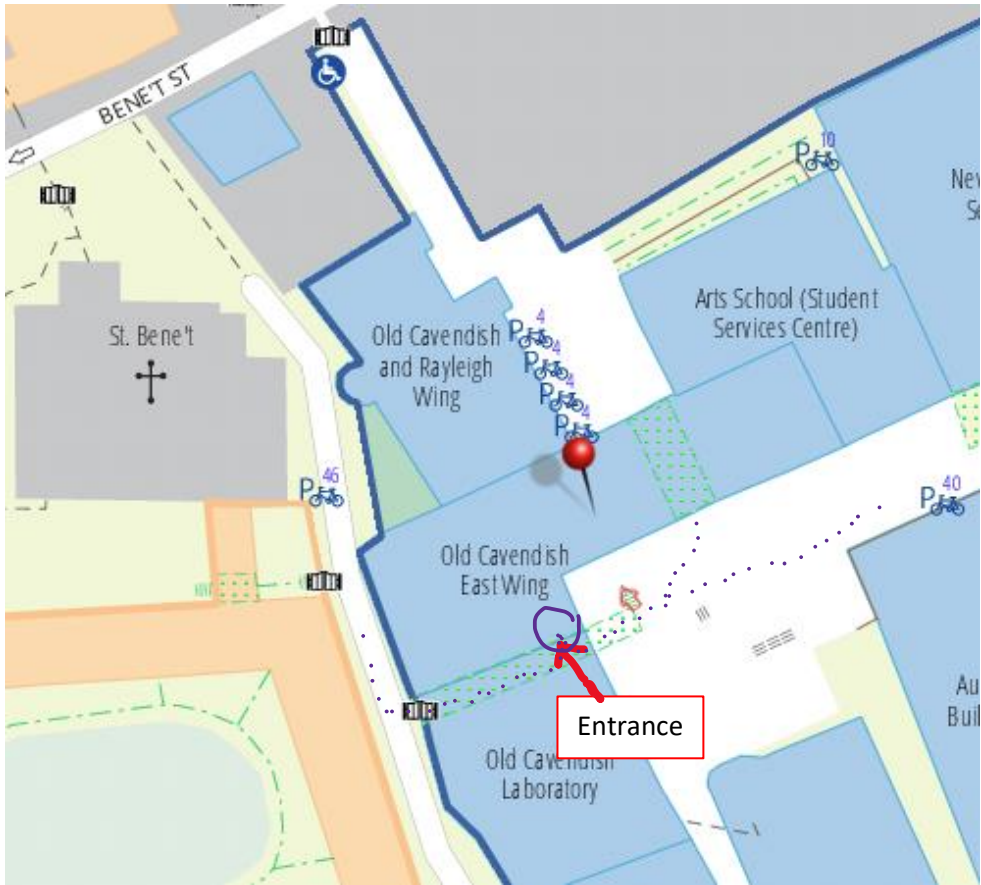 BENE'T ST
P 10
St. Bene't
Old Cavendish
and Rayleigh
Wing
Arts School (Student
Services Centre)
P 4
P 4
P 4
P 4
P 46
P 40
Old Cavendish
East Wing
Entrance
Old Cavendish
Laboratory